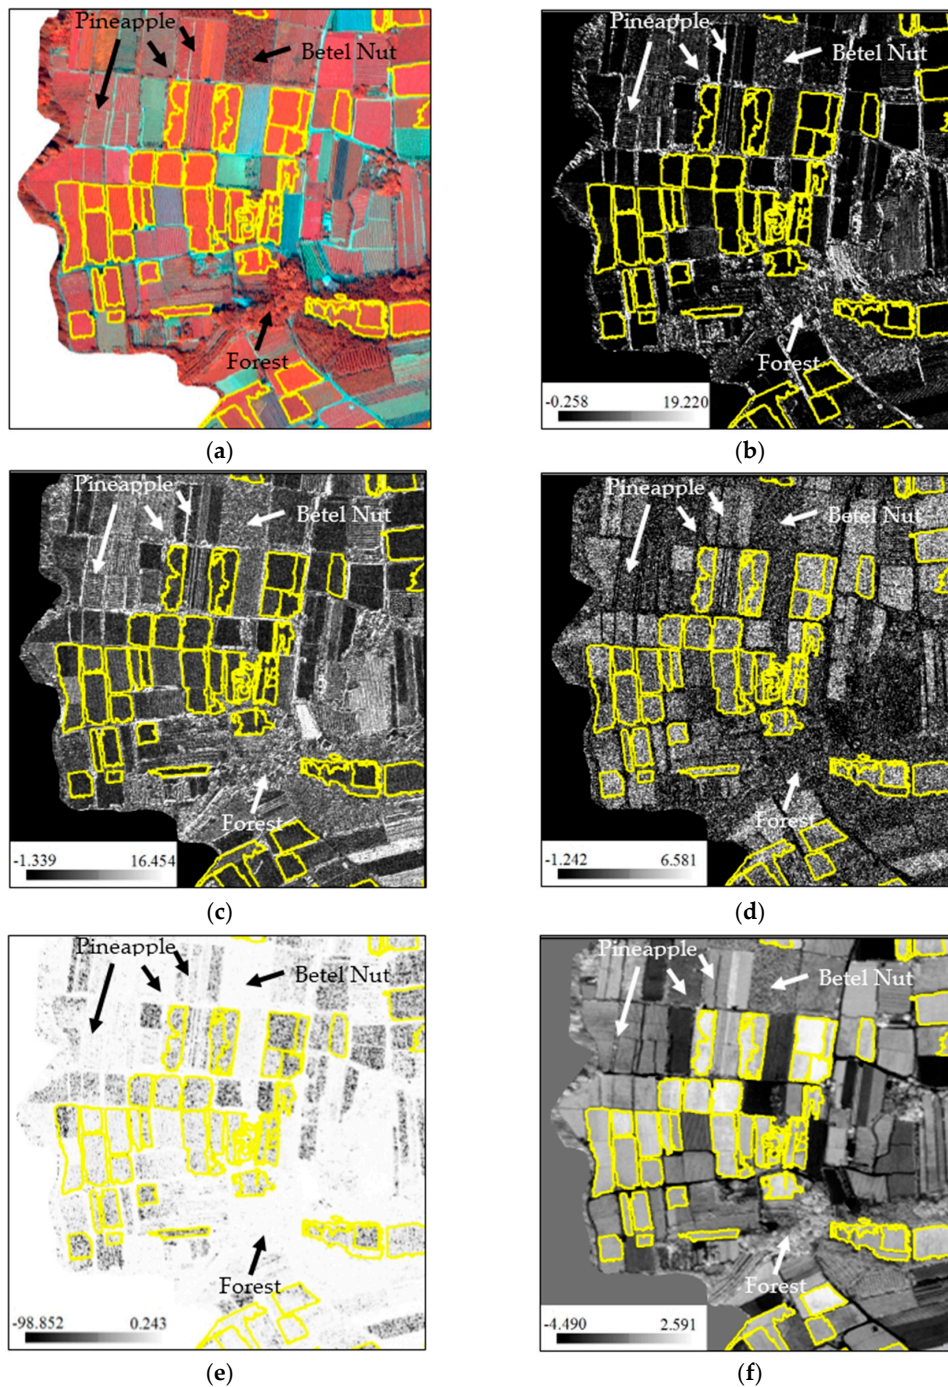 Pineapple
Betel Nut
Forest
(a)
Pineapple
Betel Nut
Forest
-0.258 19.220
(b)
Pineapple
Betel Nut
Forest
-1.339 16.454
(c)
Pineapple
Betel Nut
Forest
-1.242 6.581
(d)
Pineapple
Betel Nut
Forest
-98.852 0.243
(e)
Pineapple
Betel Nut
Forest
-4.490 2.591
(f)